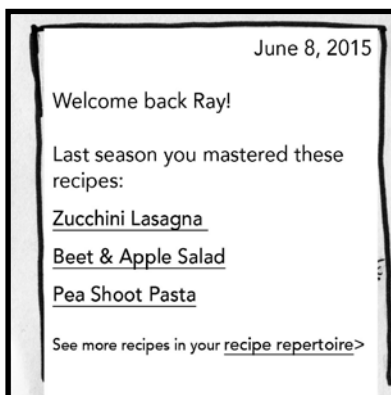 June 8, 2015
Welcome back Ray!
Last season you mastered these
recipes:
Zucchini Lasagna
Beet & Apple Salad
Pea Shoot Pasta
See more recipes in your recipe repertoire>